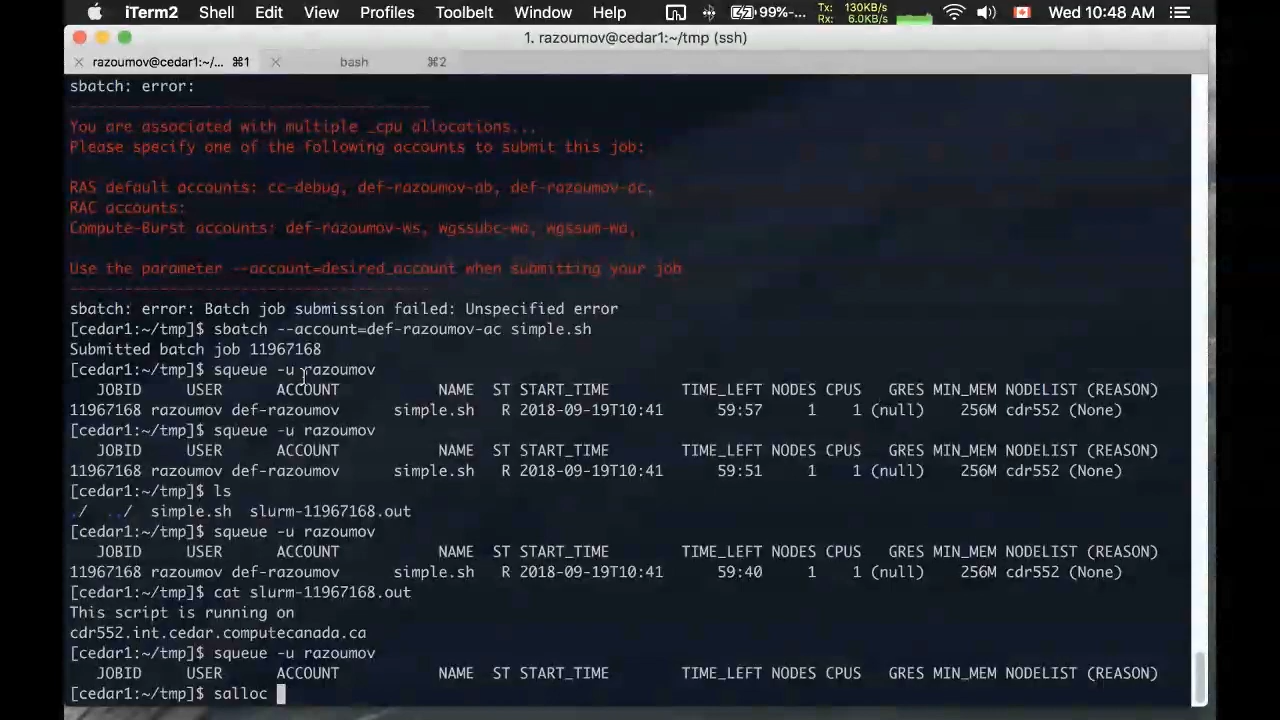 iTerm2 Shell Edit View Profiles Toolbelt Window Help 99%-... Tx: 130KB/s Rx: 6.0KB/s Wed 10:48 AM
1. razoumov@cedar1:~/tmp (ssh)
razoumov@cedar1:~/... ⌘1 bash ⌘2
sbatch: error:
----------------------------------------
You are associated with multiple _cpu allocations...
Please specify one of the following accounts to submit this job:
RAS default accounts: cc-debug, def-razoumov-ab, def-razoumov-ac,
RAC accounts:
Compute-Burst accounts: def-razoumov-ws, wgssubc-wa, wgssum-wa,
Use the parameter --account=desired_account when submitting your job
----------------------------------------
sbatch: error: Batch job submission failed: Unspecified error
[cedar1:~/tmp]$ sbatch --account=def-razoumov-ac simple.sh
Submitted batch job 11967168
[cedar1:~/tmp]$ squeue -u razoumov
JOBID USER ACCOUNT NAME ST START_TIME TIME_LEFT NODES CPUS GRES MIN_MEM NODELIST (REASON)
11967168 razoumov def-razoumov simple.sh R 2018-09-19T10:41 59:57 1 1 (null) 256M cdr552 (None)
[cedar1:~/tmp]$ squeue -u razoumov
JOBID USER ACCOUNT NAME ST START_TIME TIME_LEFT NODES CPUS GRES MIN_MEM NODELIST (REASON)
11967168 razoumov def-razoumov simple.sh R 2018-09-19T10:41 59:51 1 1 (null) 256M cdr552 (None)
[cedar1:~/tmp]$ ls
./ ../ simple.sh slurm-11967168.out
[cedar1:~/tmp]$ squeue -u razoumov
JOBID USER ACCOUNT NAME ST START_TIME TIME_LEFT NODES CPUS GRES MIN_MEM NODELIST (REASON)
11967168 razoumov def-razoumov simple.sh R 2018-09-19T10:41 59:40 1 1 (null) 256M cdr552 (None)
[cedar1:~/tmp]$ cat slurm-11967168.out
This script is running on
cdr552.int.cedar.computecanada.ca
[cedar1:~/tmp]$ squeue -u razoumov
JOBID USER ACCOUNT NAME ST START_TIME TIME_LEFT NODES CPUS GRES MIN_MEM NODELIST (REASON)
[cedar1:~/tmp]$ salloc